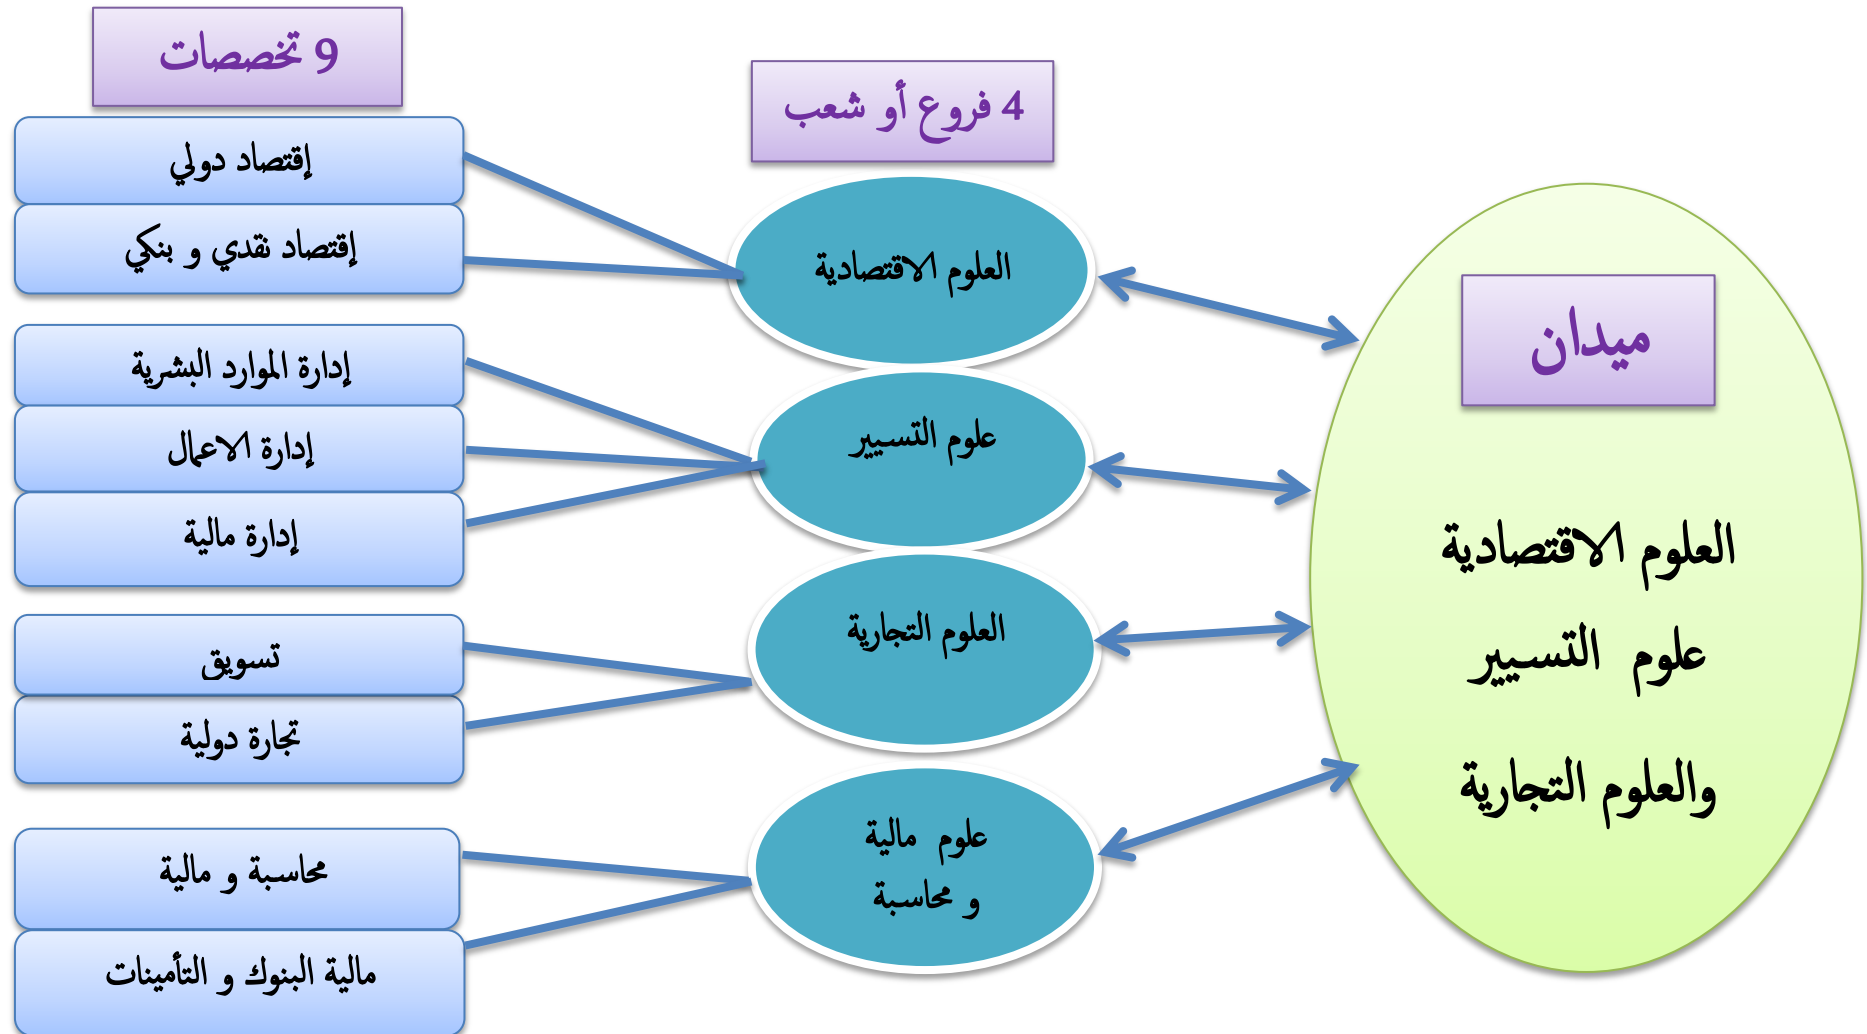 ميدان
العلوم الاقتصادية
علوم التسيير
والعلوم التجارية
4 فروع أو شعب
العلوم الاقتصادية
علوم التسيير
العلوم التجارية
علوم مالية
و محاسبة
9 تخصصات
إقتصاد دولي
إقتصاد نقدي و بنكي
إدارة الموارد البشرية
إدارة الاعمال
إدارة مالية
تسويق
تجارة دولية
محاسبة و مالية
مالية البنوك و التأمينات